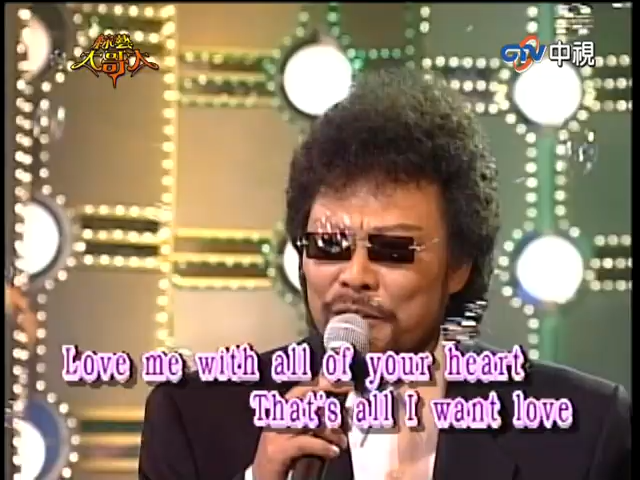 綜藝
大哥大
CTV中視
Love me with all of your heart
That's all I want love